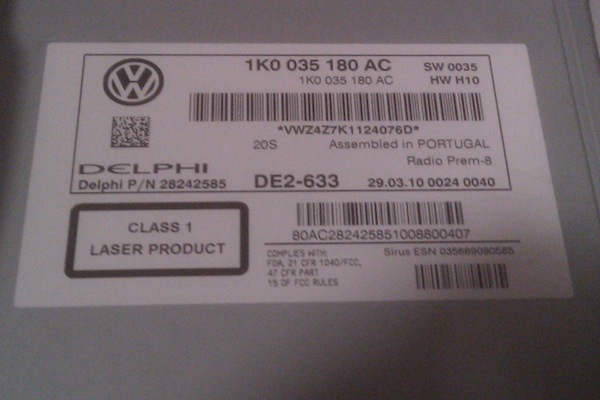 VW
1K0 035 180 AC SW 0035
1K0 035 180 AC HW H10
*VWZ4Z7K1124076D*
20S Assembled in PORTUGAL
Radio Prem-8
DELPHI
Delphi P/N 28242585 DE2-633 29.03.10 0024 0040
CLASS 1
LASER PRODUCT
80AC282425851008800407
COMPLIES WITH:
FDA, 21 CFR 1040/FCC,
47 CFR PART
15 OF FCC RULES
Sirus ESN 035669090585